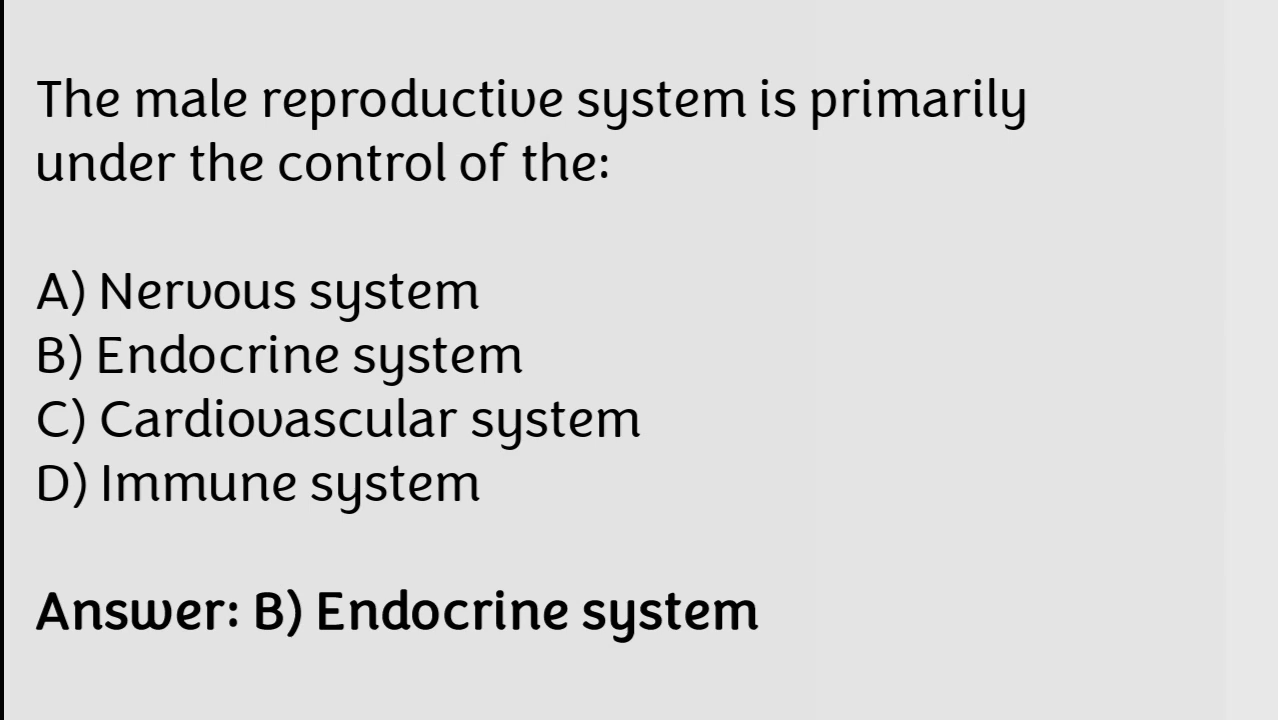 The male reproductive system is primarily
under the control of the:
A) Nervous system
B) Endocrine system
C) Cardiovascular system
D) Immune system
Answer: B) Endocrine system